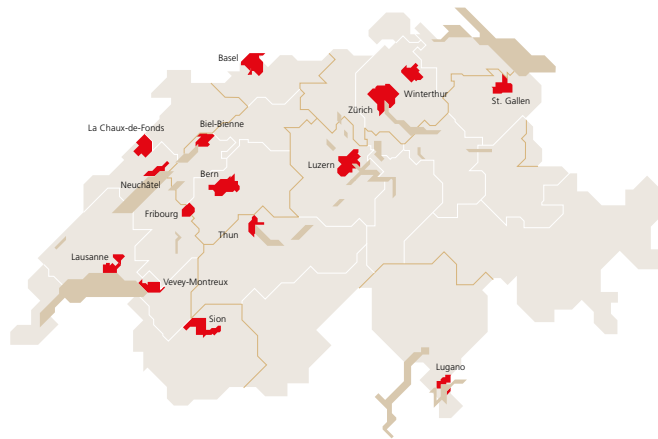 Basel
Winterthur
St. Gallen
Zürich
La Chaux-de-Fonds
Biel-Bienne
Luzern
Bern
Neuchâtel
Fribourg
Thun
Lausanne
Vevey-Montreux
Sion
Lugano